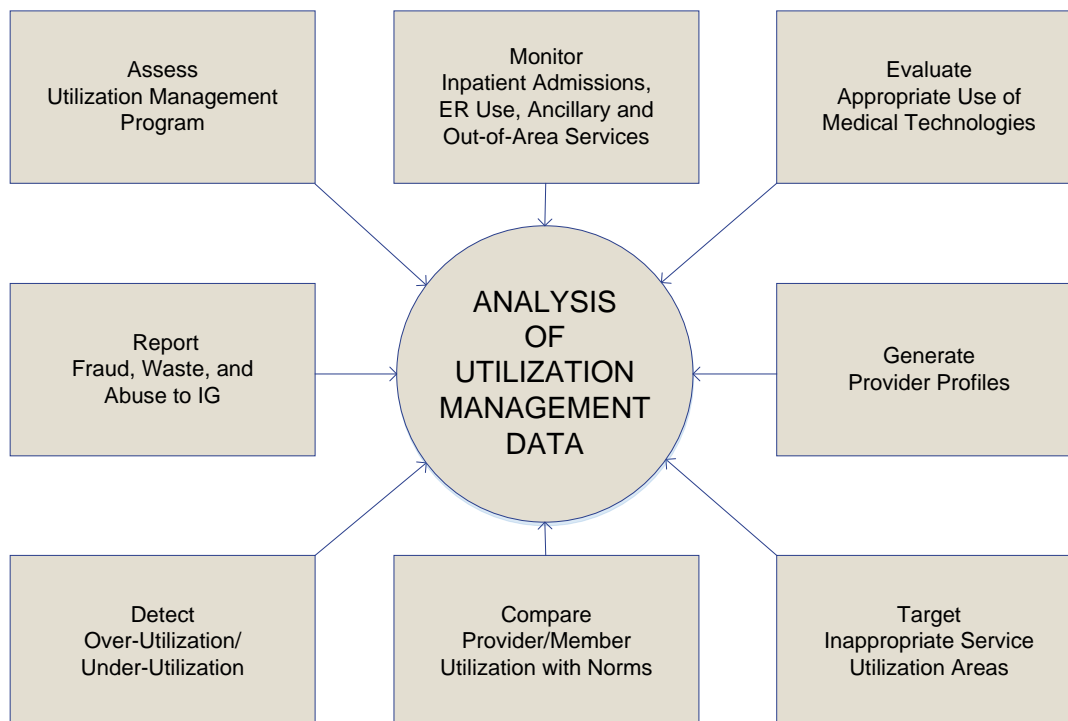 Assess
Utilization Management
Program
Monitor
Inpatient Admissions,
ER Use, Ancillary and
Out-of-Area Services
Evaluate
Appropriate Use of
Medical Technologies
Report
Fraud, Waste, and
Abuse to IG
ANALYSIS
OF
UTILIZATION
MANAGEMENT
DATA
Generate
Provider Profiles
Detect
Over-Utilization/
Under-Utilization
Compare
Provider/Member
Utilization with Norms
Target
Inappropriate Service
Utilization Areas